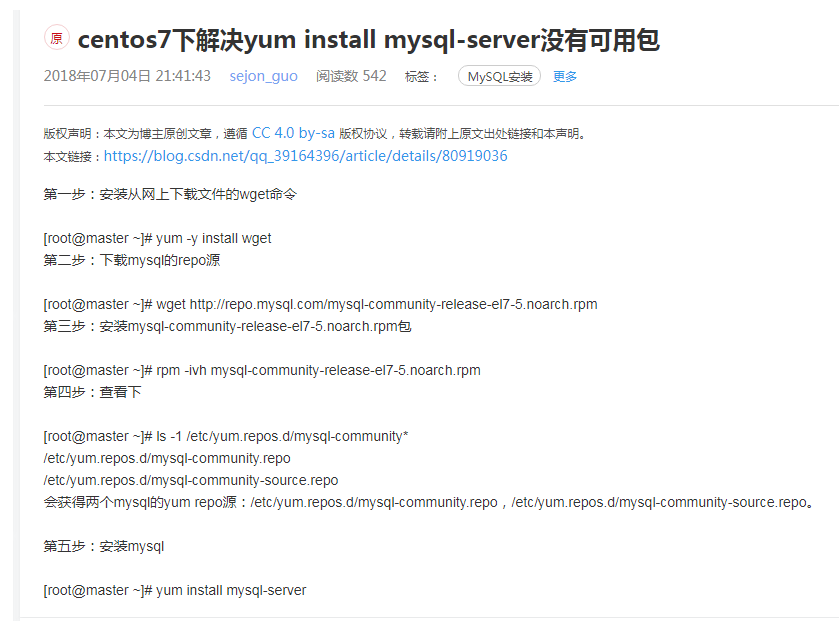 原 centos7下解决yum install mysql-server没有可用包
2018年07月04日 21:41:43 sejon_guo 阅读数 542 标签： MySQL安装 更多
版权声明：本文为博主原创文章，遵循 CC 4.0 by-sa 版权协议，转载请附上原文出处链接和本声明。
本文链接：https://blog.csdn.net/qq_39164396/article/details/80919036
第一步：安装从网上下载文件的wget命令
[root@master ~]# yum -y install wget
第二步：下载mysql的repo源
[root@master ~]# wget http://repo.mysql.com/mysql-community-release-el7-5.noarch.rpm
第三步：安装mysql-community-release-el7-5.noarch.rpm包
[root@master ~]# rpm -ivh mysql-community-release-el7-5.noarch.rpm
第四步：查看下
[root@master ~]# ls -1 /etc/yum.repos.d/mysql-community*
/etc/yum.repos.d/mysql-community.repo
/etc/yum.repos.d/mysql-community-source.repo
会获得两个mysql的yum repo源：/etc/yum.repos.d/mysql-community.repo，/etc/yum.repos.d/mysql-community-source.repo。
第五步：安装mysql
[root@master ~]# yum install mysql-server